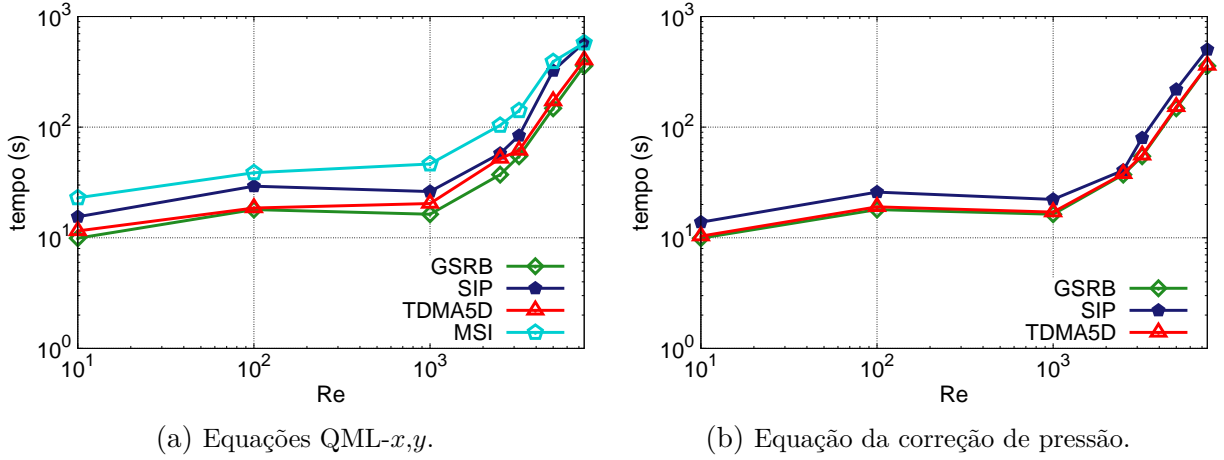 10³
10²
10¹
10⁰
tempo (s)
10¹
10²
10³
Re
GSRB
SIP
TDMA5D
MSI
(a) Equações QML-x,y.
10³
10²
10¹
10⁰
tempo (s)
10¹
10²
10³
Re
GSRB
SIP
TDMA5D
(b) Equação da correção de pressão.